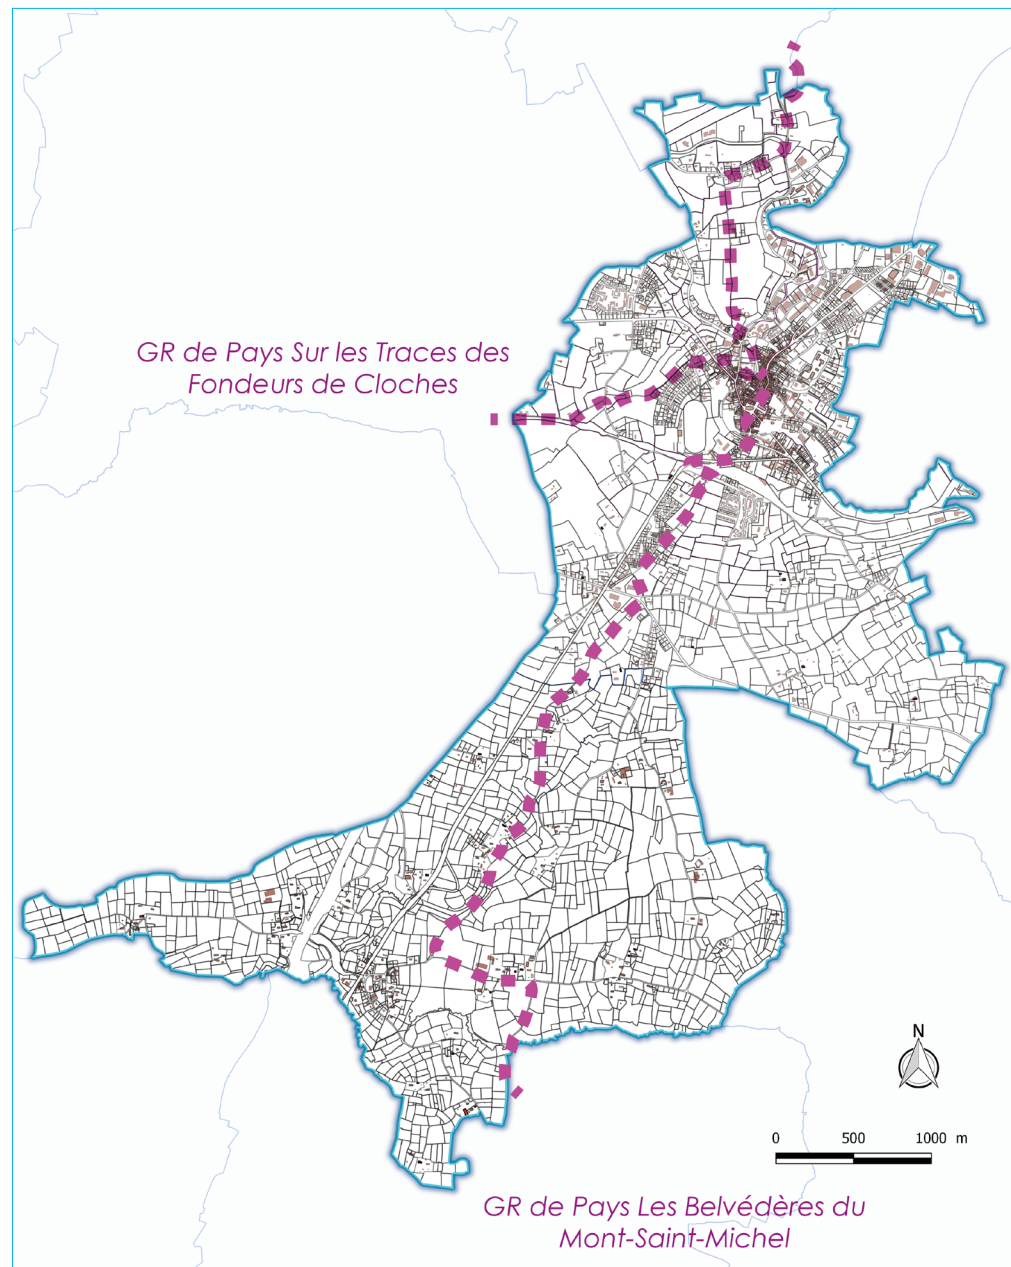 GR de Pays Sur les Traces des
Fondeurs de Cloches
N
0 500 1000 m
GR de Pays Les Belvédères du
Mont-Saint-Michel